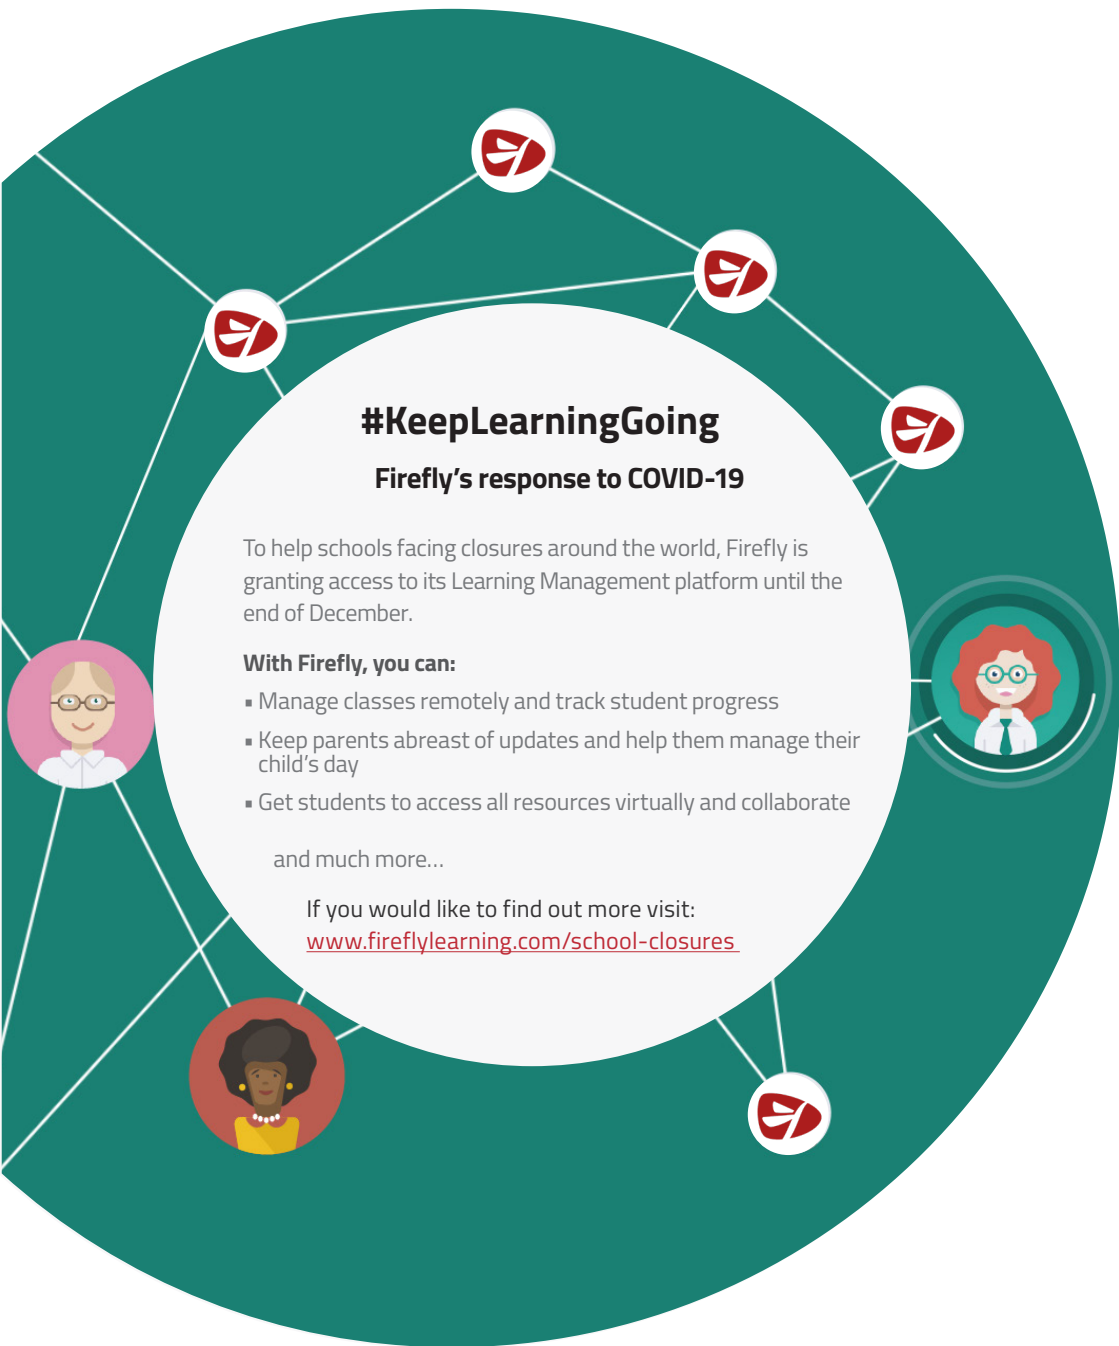 #KeepLearningGoing
Firefly’s response to COVID-19
To help schools facing closures around the world, Firefly is
granting access to its Learning Management platform until the
end of December.
With Firefly, you can:
▪ Manage classes remotely and track student progress
▪ Keep parents abreast of updates and help them manage their
child’s day
▪ Get students to access all resources virtually and collaborate
and much more...
If you would like to find out more visit:
www.fireflylearning.com/school-closures